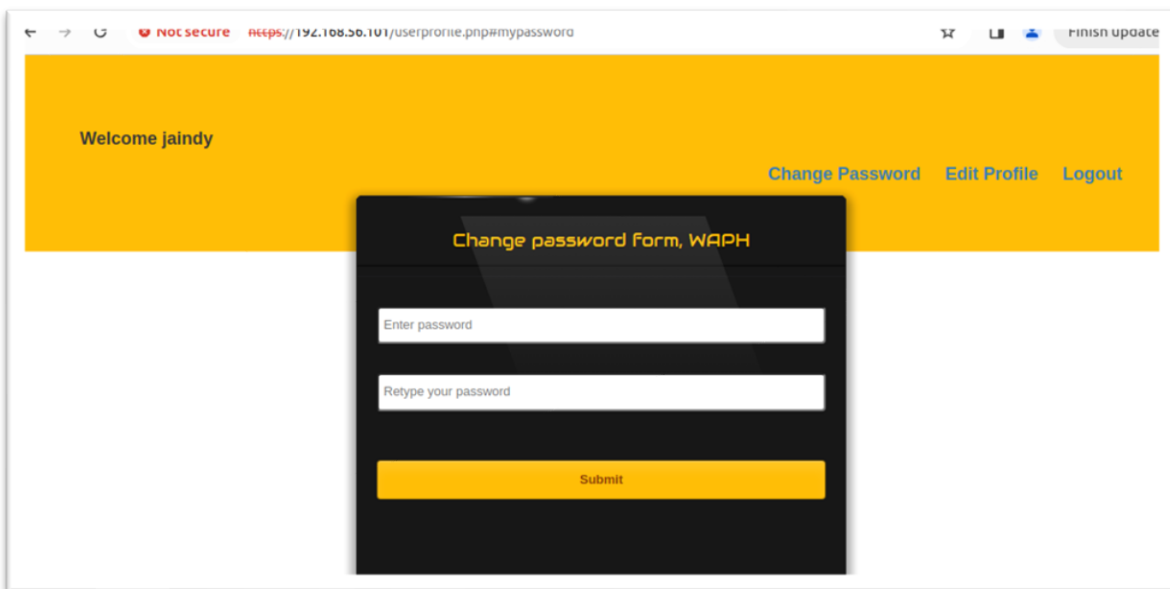 Not secure https://192.168.56.101/userprofile.php#mypassword Finish update
Welcome jaindy
Change Password Edit Profile Logout
Change password form, WAPH
Enter password
Retype your password
Submit